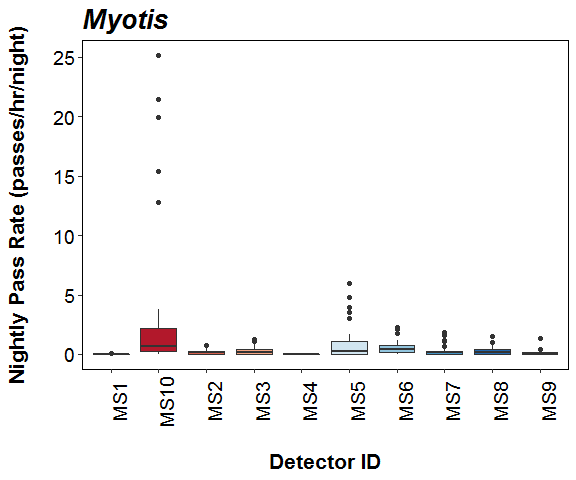 Myotis
Nightly Pass Rate (passes/hr/night)
25
20
15
10
5
0
MS1 MS10 MS2 MS3 MS4 MS5 MS6 MS7 MS8 MS9
Detector ID